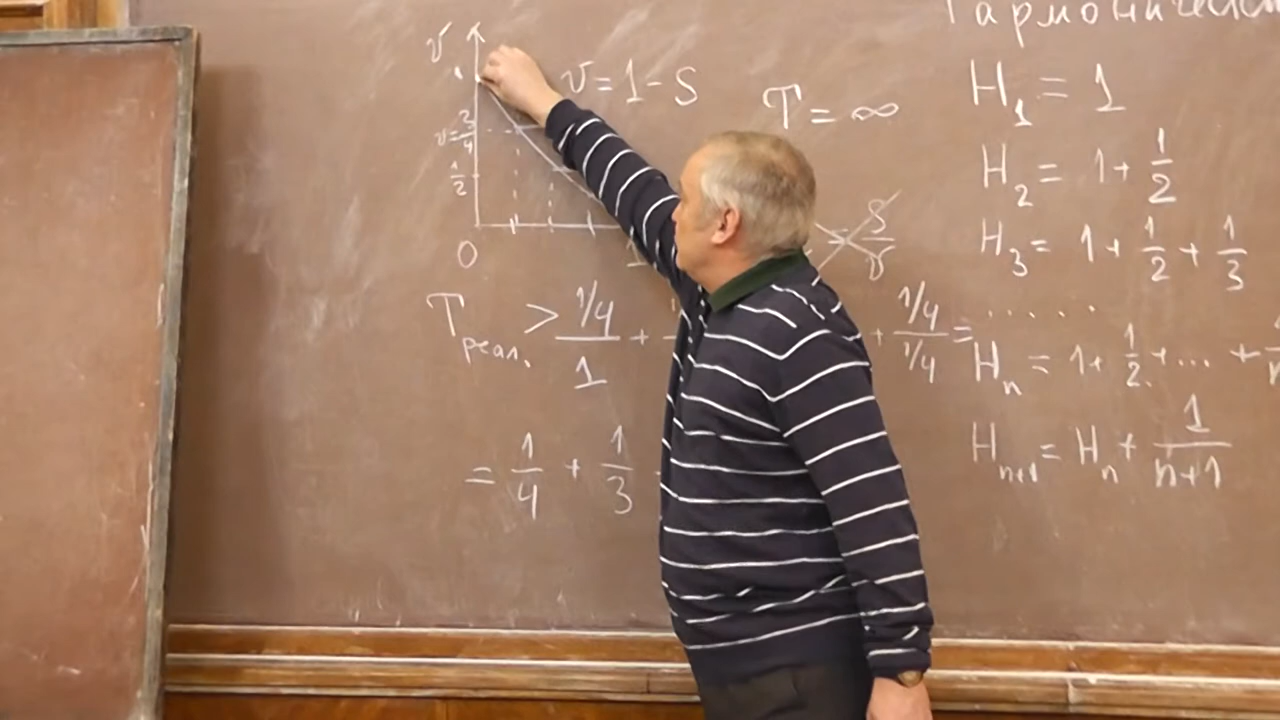 Гармоническ
v
v = 1 - S
T = ∞
H₁ = 1
v = 3/4
1/2
H₂ = 1 + 1/2
0
= S/v
H₃ = 1 + 1/2 + 1/3
.....
T реал. > (1/4)/1 +
+ (1/4)/(1/4) =
Hₙ = 1 + 1/2 + ... +
= 1/4 + 1/3
Hₙ₊₁ = Hₙ + 1/(n+1)